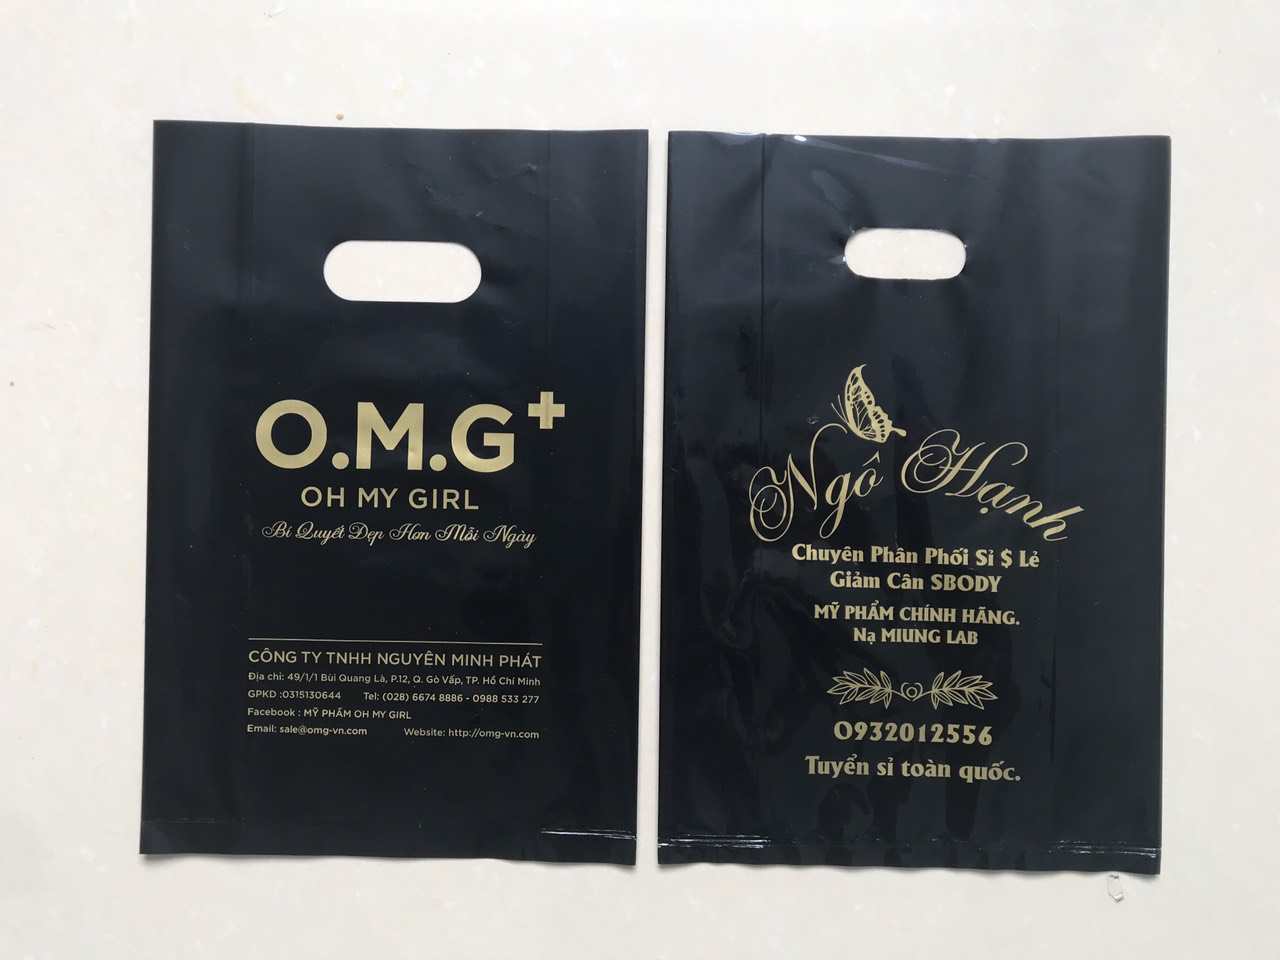 O.M.G+
OH MY GIRL
Bí Quyết Đẹp Hơn Mỗi Ngày
CÔNG TY TNHH NGUYÊN MINH PHÁT
Địa chỉ: 49/1/1 Bùi Quang Là, P.12, Q. Gò Vấp, TP. Hồ Chí Minh
GPKD :0315130644 Tel: (028) 6674 8886 - 0988 533 277
Facebook : MỸ PHẨM OH MY GIRL
Email: sale@omg-vn.com Website: http://omg-vn.com
Ngô Hạnh
Chuyên Phân Phối Sỉ $ Lẻ
Giảm Cân SBODY
MỸ PHẨM CHÍNH HÃNG.
Nạ MIUNG LAB
0932012556
Tuyển sỉ toàn quốc.